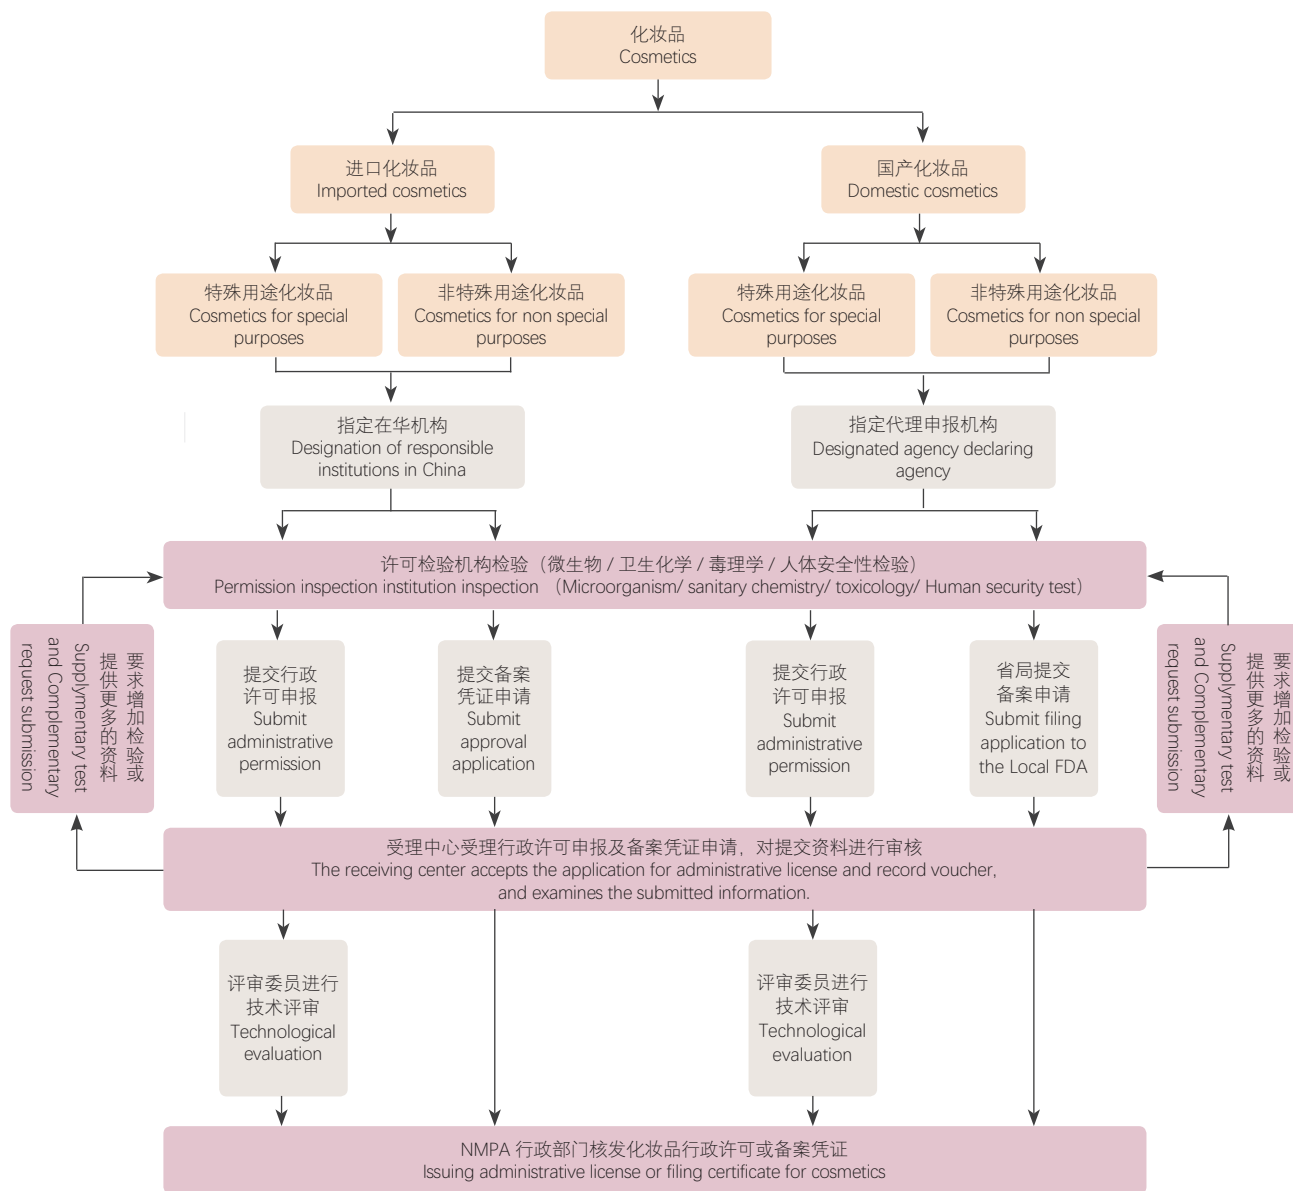 化妆品
Cosmetics
进口化妆品
Imported cosmetics
国产化妆品
Domestic cosmetics
特殊用途化妆品
Cosmetics for special
purposes
非特殊用途化妆品
Cosmetics for non special
purposes
特殊用途化妆品
Cosmetics for special
purposes
非特殊用途化妆品
Cosmetics for non special
purposes
指定在华机构
Designation of responsible
institutions in China
指定代理申报机构
Designated agency declaring
agency
许可检验机构检验（微生物 / 卫生化学 / 毒理学 / 人体安全性检验）
Permission inspection institution inspection （Microorganism/ sanitary chemistry/ toxicology/ Human security test）
要求增加检验或
提供更多的资料
Supplymentary test
and Complementary
request submission
提交行政
许可申报
Submit
administrative
permission
提交备案
凭证申请
Submit
approval
application
提交行政
许可申报
Submit
administrative
permission
省局提交
备案申请
Submit filing
application to
the Local FDA
要求增加检验或
提供更多的资料
Supplymentary test
and Complementary
request submission
受理中心受理行政许可申报及备案凭证申请，对提交资料进行审核
The receiving center accepts the application for administrative license and record voucher,
and examines the submitted information.
评审委员进行
技术评审
Technological
evaluation
评审委员进行
技术评审
Technological
evaluation
NMPA 行政部门核发化妆品行政许可或备案凭证
Issuing administrative license or filing certificate for cosmetics